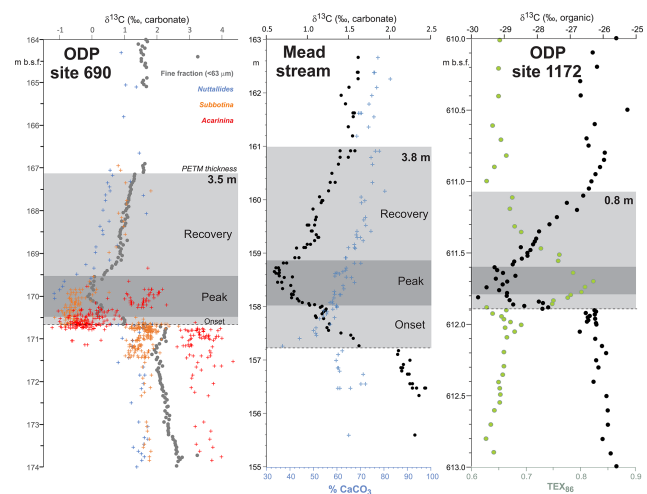 δ13C (‰, carbonate)
-2 0 2 4
164
m b.s.f.
165
166
167
168
169
170
171
172
173
174
ODP
site 690
Fine fraction (<63 µm)
Nuttallides
Subbotina
Acarinina
PETM thickness
3.5 m
Recovery
Peak
Onset
δ13C (‰, carbonate)
0.5 1 1.5 2 2.5
163
m
162
161
160
159
158
157
156
155
Mead
stream
3.8 m
Recovery
Peak
Onset
30 40 50 60 70 80 90 100
% CaCO3
δ13C (‰, organic)
-30 -29 -28 -27 -26 -25
610.0
m b.s.f.
610.5
611.0
611.5
612.0
612.5
613.0
ODP
site 1172
0.8 m
0.6 0.7 0.8 0.9 1
TEX86